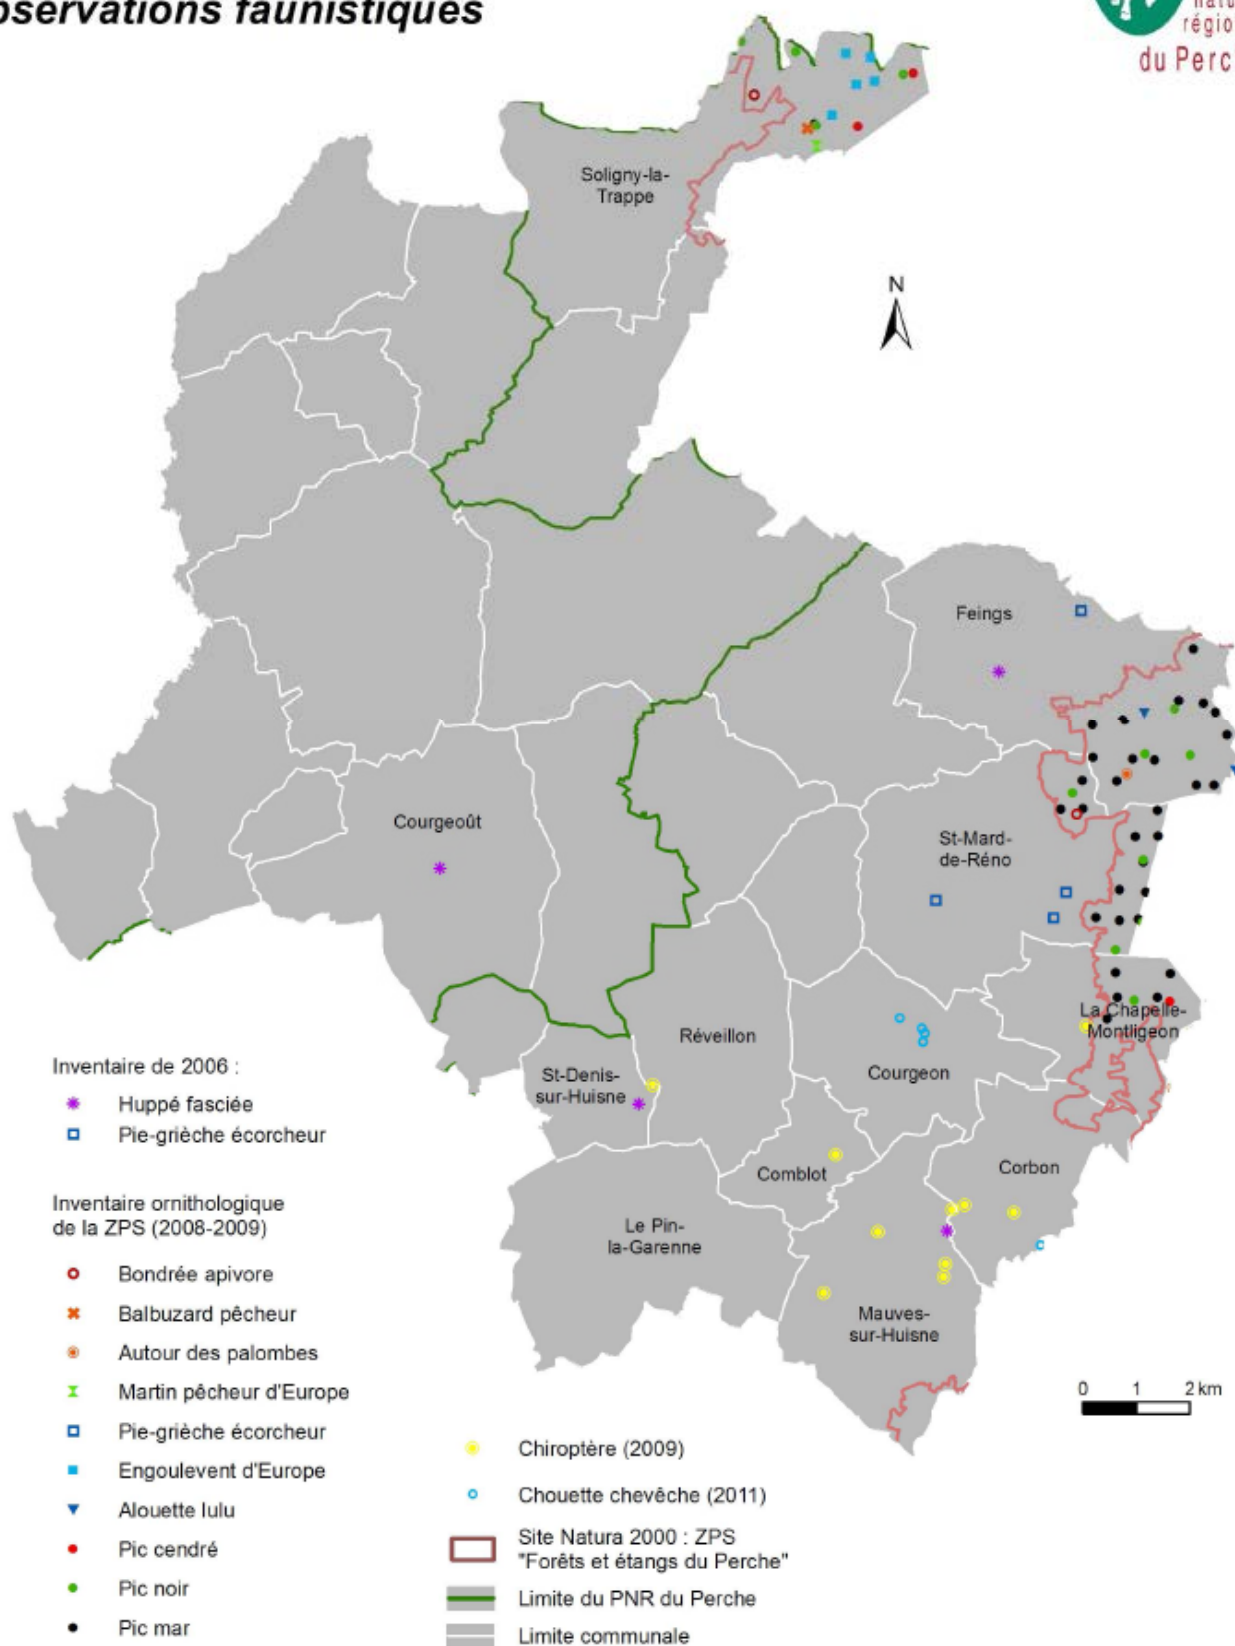 observations faunistiques
du Perc
Soligny-la-
Trappe
N
Feings
Courgeoût
St-Mard-
de-Réno
La Chapelle-
Montligeon
Réveillon
St-Denis-
sur-Huisne
Courgeon
Comblot
Corbon
Le Pin-
la-Garenne
Mauves-
sur-Huisne
0 1 2 km
Inventaire de 2006 :
Huppé fasciée
Pie-grièche écorcheur
Inventaire ornithologique
de la ZPS (2008-2009)
Bondrée apivore
Balbuzard pêcheur
Autour des palombes
Martin pêcheur d'Europe
Pie-grièche écorcheur
Engoulevent d'Europe
Alouette lulu
Pic cendré
Pic noir
Pic mar
Chiroptère (2009)
Chouette chevêche (2011)
Site Natura 2000 : ZPS
"Forêts et étangs du Perche"
Limite du PNR du Perche
Limite communale